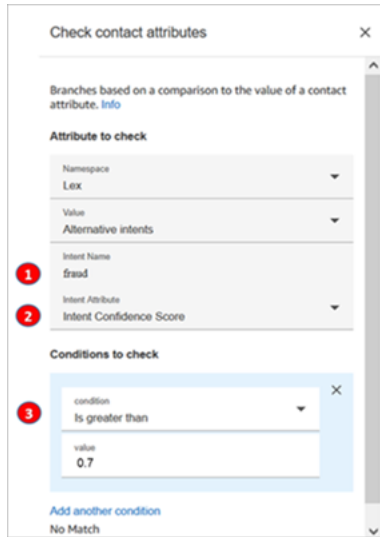 Check contact attributes
Branches based on a comparison to the value of a contact
attribute. Info
Attribute to check
Namespace
Lex
Value
Alternative intents
Intent Name
1 fraud
Intent Attribute
2 Intent Confidence Score
Conditions to check
condition
3 Is greater than
value
0.7
Add another condition
No Match